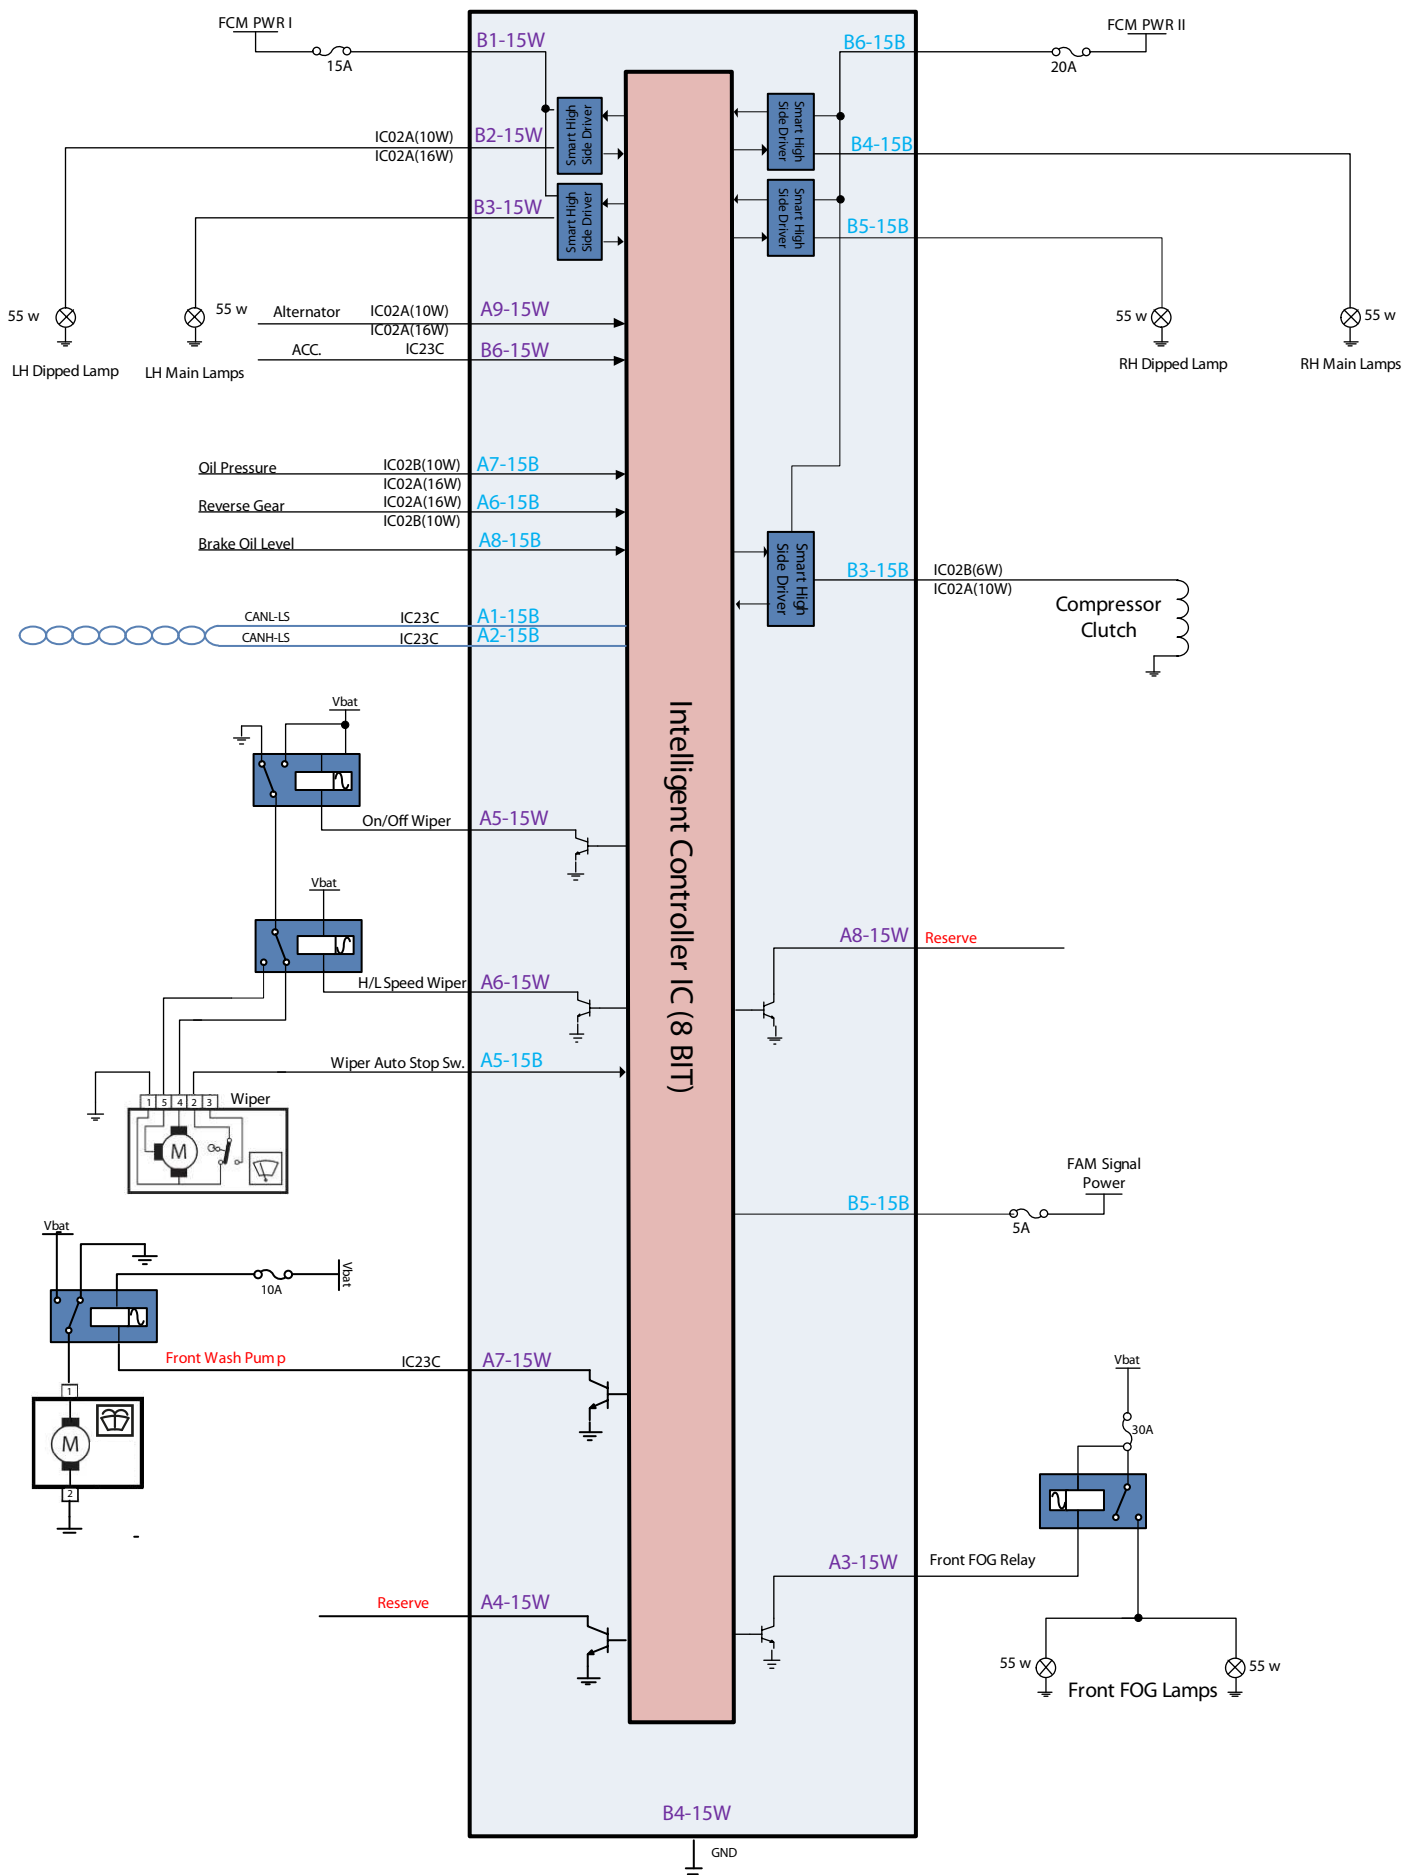 FCM PWR I
FCM PWR II
B1-15W
B6-15B
15A
20A
Smart High
Side Driver
Smart High
Side Driver
IC02A(10W)
B2-15W
B4-15B
IC02A(16W)
Smart High
Side Driver
Smart High
Side Driver
B3-15W
B5-15B
55 w
55 w
Alternator
IC02A(10W)
A9-15W
55 w
55 w
IC02A(16W)
ACC.
IC23C
B6-15W
LH Dipped Lamp
LH Main Lamps
RH Dipped Lamp
RH Main Lamps
Oil Pressure
IC02B(10W)
A7-15B
IC02A(16W)
Reverse Gear
IC02A(16W)
A6-15B
IC02B(10W)
Brake Oil Level
A8-15B
Smart High
Side Driver
B3-15B
IC02B(6W)
IC02A(10W)
Compressor
Clutch
CANL-LS
IC23C
A1-15B
CANH-LS
IC23C
A2-15B
Intelligent Controller IC (8 BIT)
Vbat
On/Off Wiper
A5-15W
Vbat
A8-15W
Reserve
H/L Speed Wiper
A6-15W
Wiper Auto Stop Sw.
A5-15B
1 5 4 2 3
Wiper
M
FAM Signal
Power
B5-15B
5A
Vbat
10A
Vbat
Front Wash Pump
IC23C
A7-15W
1
M
2
-
Vbat
30A
A3-15W
Front FOG Relay
Reserve
A4-15W
55 w
55 w
Front FOG Lamps
B4-15W
GND